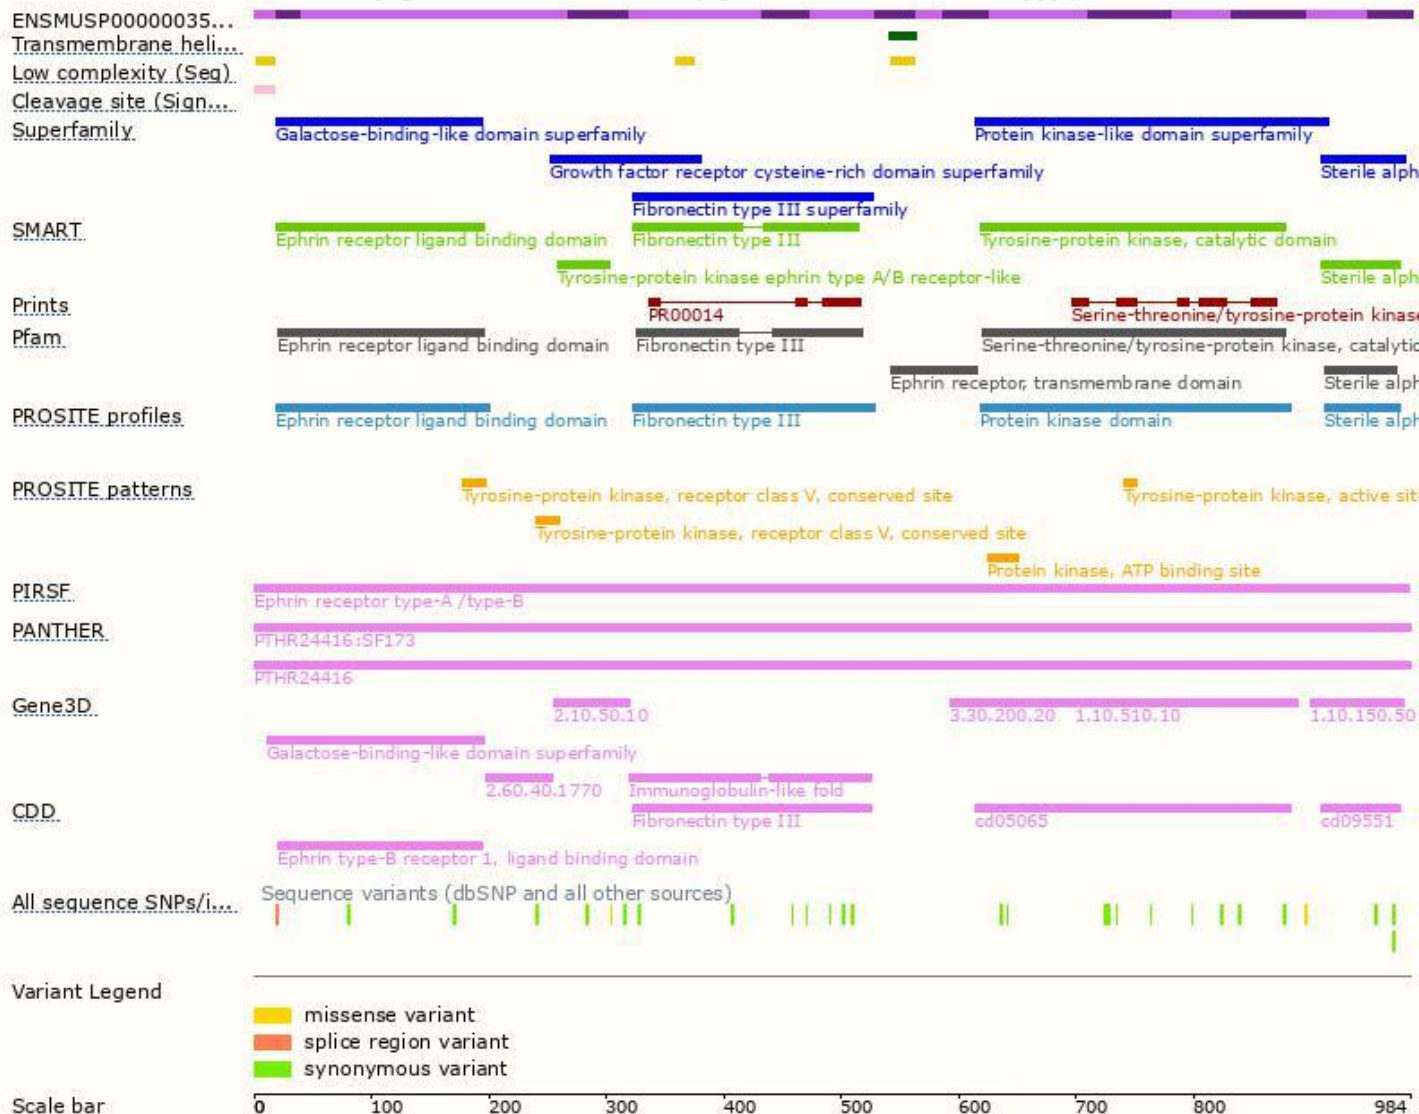 ENSMUSP00000035...
Transmembrane heli...
Low complexity (Seg)
Cleavage site (Sign...
Superfamily
Galactose-binding-like domain superfamily
Protein kinase-like domain superfamily
Growth factor receptor cysteine-rich domain superfamily
Sterile alph
Fibronectin type III superfamily
SMART
Ephrin receptor ligand binding domain
Fibronectin type III
Tyrosine-protein kinase, catalytic domain
Tyrosine-protein kinase ephrin type A/B receptor-like
Sterile alph
Prints
PR00014
Serine-threonine/tyrosine-protein kinase
Pfam
Ephrin receptor ligand binding domain
Fibronectin type III
Serine-threonine/tyrosine-protein kinase, catalytic
Ephrin receptor, transmembrane domain
Sterile alph
PROSITE profiles
Ephrin receptor ligand binding domain
Fibronectin type III
Protein kinase domain
Sterile alph
PROSITE patterns
Tyrosine-protein kinase, receptor class V, conserved site
Tyrosine-protein kinase, active sit
Tyrosine-protein kinase, receptor class V, conserved site
Protein kinase, ATP binding site
PIRSF
Ephrin receptor type-A /type-B
PANTHER
PTHR24416:SF173
PTHR24416
Gene3D
2.10.50.10
3.30.200.20
1.10.510.10
1.10.150.50
Galactose-binding-like domain superfamily
2.60.40.1770
Immunoglobulin-like fold
CDD
Fibronectin type III
cd05065
cd09551
Ephrin type-B receptor 1, ligand binding domain
Sequence variants (dbSNP and all other sources)
All sequence SNPs/i...
Variant Legend
missense variant
splice region variant
synonymous variant
Scale bar
0 100 200 300 400 500 600 700 800 984